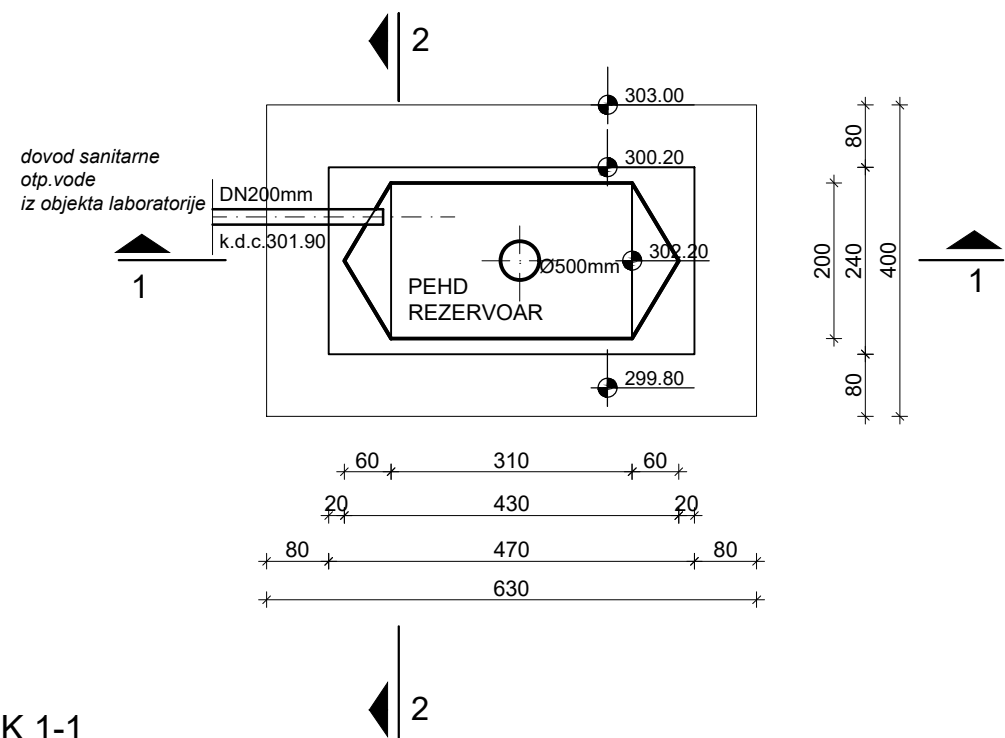 2
303.00
dovod sanitarne
otp.vode
iz objekta laboratorije
300.20
DN200mm
k.d.c.301.90
302.20
Ø500mm
PEHD
REZERVOAR
1
1
299.80
80
200
240
400
80
60 310 60
20 430 20
80 470 80
630
2
K 1-1